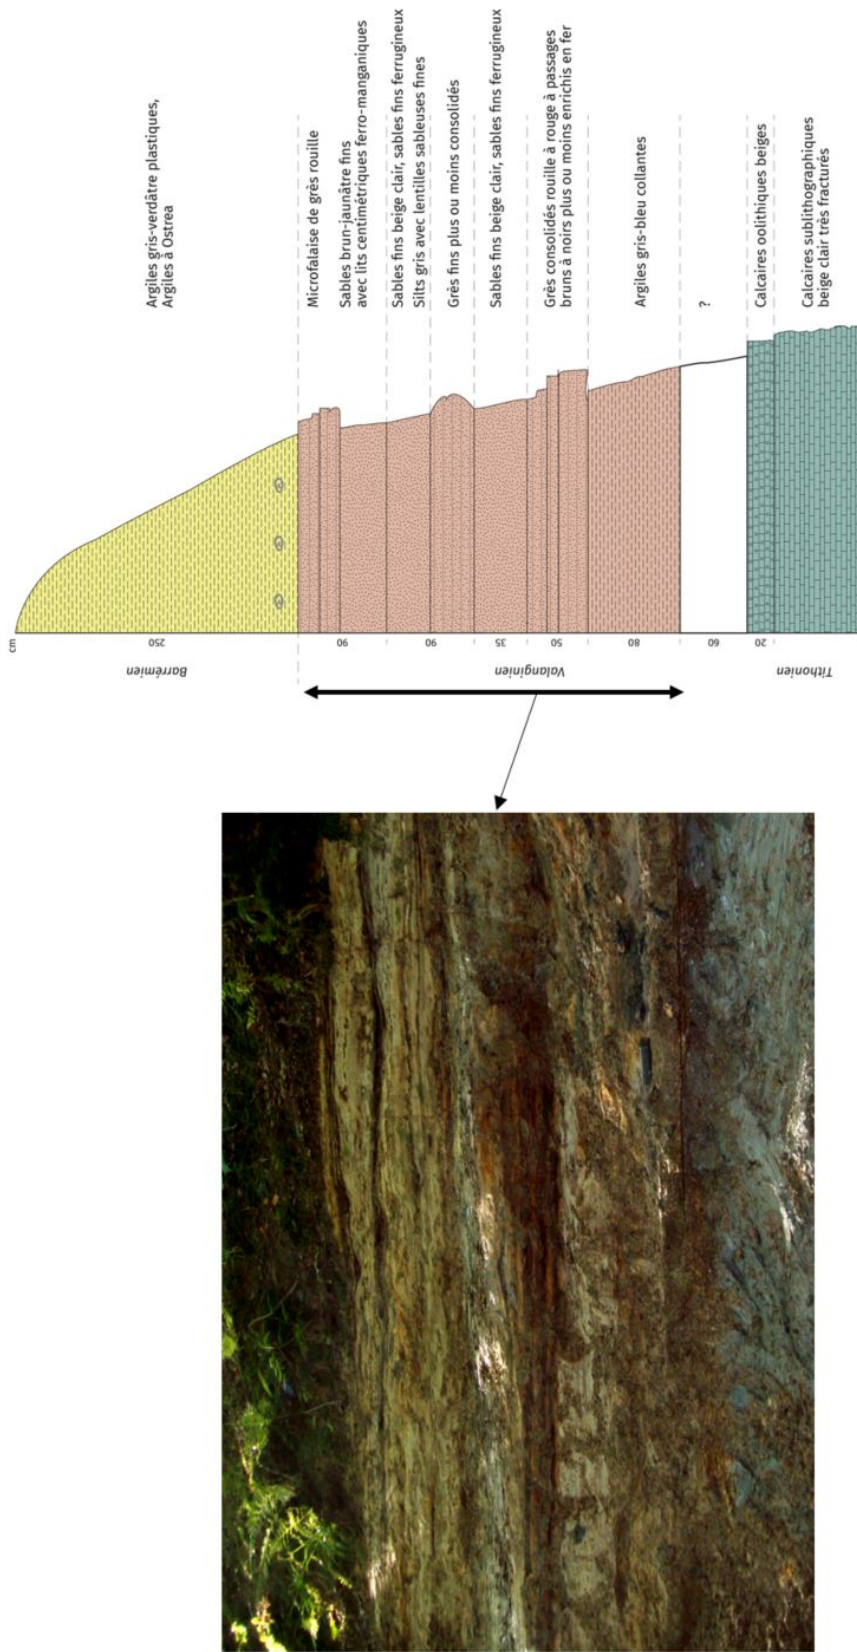 Argiles gris-verdâtre plastiques,
Argiles à Ostrea
Microfalaise de grès rouille
Sables brun-jaunâtre fins
avec lits centimétriques ferro-manganiques
Sables fins beige clair, sables fins ferrugineux
Silts gris avec lentilles sableuses fines
Grès fins plus ou moins consolidés
Sables fins beige clair, sables fins ferrugineux
Grès consolidés rouille à rouge à passages
bruns à noirs plus ou moins enrichis en fer
Argiles gris-bleu collantes
?
Calcaires oolithiques beiges
Calcaires sublithographiques
beige clair très fracturés
cm
250
90
90
35
50
80
60
20
Barrémien
Valanginien
Tithonien